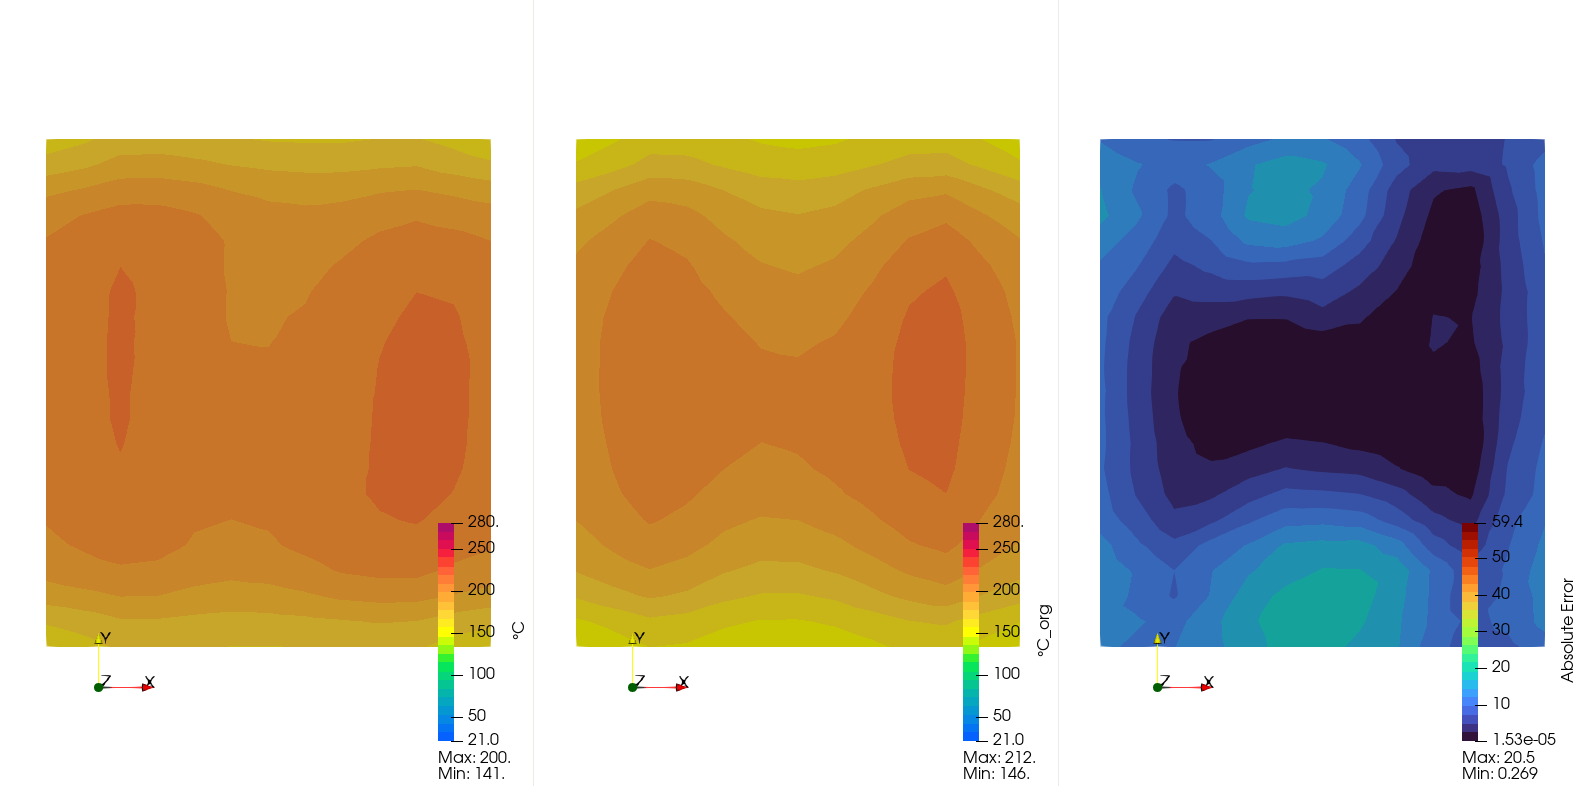 280.
250
200
150
100
50
21.0
°C
Max: 200.
Min: 141.
Y
Z
X
280.
250
200
150
100
50
21.0
°C_org
Max: 212.
Min: 146.
Y
Z
X
59.4
50
40
30
20
10
1.53e-05
Absolute Error
Max: 20.5
Min: 0.269
Y
Z
X